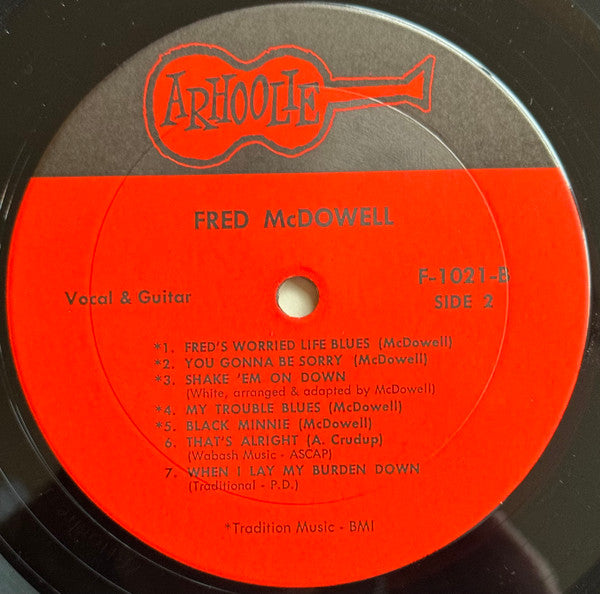 ARHOOLIE
FRED McDOWELL
F-1021-B
Vocal & Guitar
SIDE 2
*1. FRED'S WORRIED LIFE BLUES (McDowell)
*2. YOU GONNA BE SORRY (McDowell)
*3. SHAKE 'EM ON DOWN
(White, arranged & adapted by McDowell)
*4. MY TROUBLE BLUES (McDowell)
*5. BLACK MINNIE (McDowell)
6. THAT'S ALRIGHT (A. Crudup)
(Wabash Music - ASCAP)
7. WHEN I LAY MY BURDEN DOWN
(Traditional - P.D.)
*Tradition Music - BMI